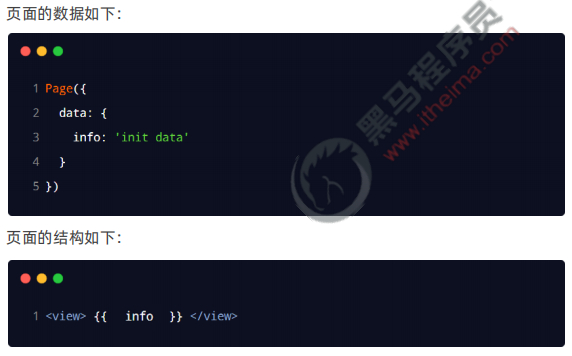 页面的数据如下：
1 Page({
2   data: {
3     info: 'init data'
4   }
5 })
页面的结构如下：
1 <view> {{  info  }} </view>
黑马程序员
www.itheima.com